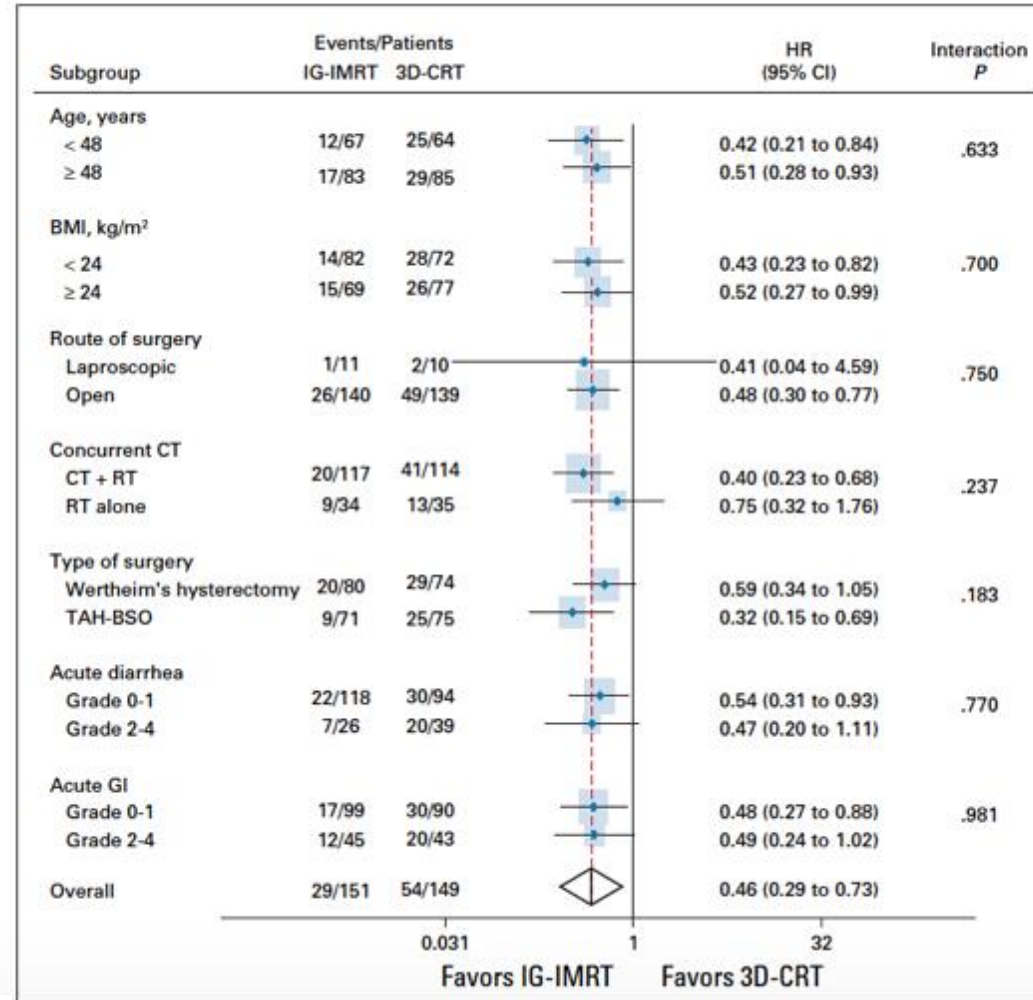 Events/Patients HR Interaction
Subgroup IG-IMRT 3D-CRT (95% CI) P
Age, years
< 48 12/67 25/64 0.42 (0.21 to 0.84) .633
≥ 48 17/83 29/85 0.51 (0.28 to 0.93)
BMI, kg/m²
< 24 14/82 28/72 0.43 (0.23 to 0.82) .700
≥ 24 15/69 26/77 0.52 (0.27 to 0.99)
Route of surgery
Laproscopic 1/11 2/10 0.41 (0.04 to 4.59) .750
Open 26/140 49/139 0.48 (0.30 to 0.77)
Concurrent CT
CT + RT 20/117 41/114 0.40 (0.23 to 0.68) .237
RT alone 9/34 13/35 0.75 (0.32 to 1.76)
Type of surgery
Wertheim's hysterectomy 20/80 29/74 0.59 (0.34 to 1.05) .183
TAH-BSO 9/71 25/75 0.32 (0.15 to 0.69)
Acute diarrhea
Grade 0-1 22/118 30/94 0.54 (0.31 to 0.93) .770
Grade 2-4 7/26 20/39 0.47 (0.20 to 1.11)
Acute GI
Grade 0-1 17/99 30/90 0.48 (0.27 to 0.88) .981
Grade 2-4 12/45 20/43 0.49 (0.24 to 1.02)
Overall 29/151 54/149 0.46 (0.29 to 0.73)
0.031 1 32
Favors IG-IMRT Favors 3D-CRT